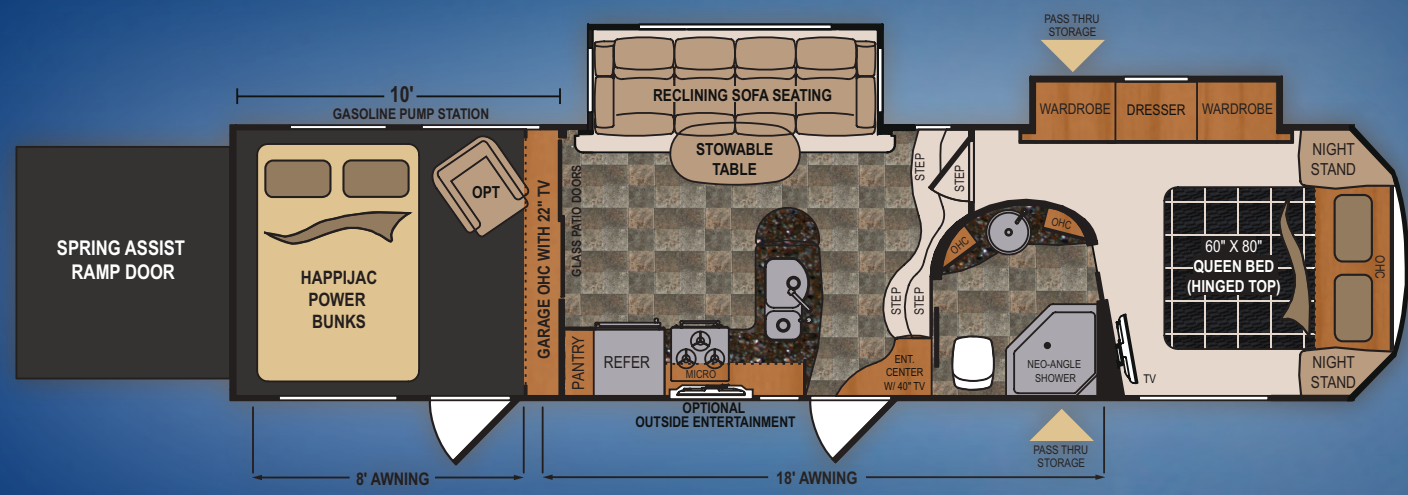 PASS THRU
STORAGE
10'
GASOLINE PUMP STATION
RECLINING SOFA SEATING
WARDROBE
DRESSER
WARDROBE
STOWABLE
TABLE
NIGHT
STAND
OPT
STEP
STEP
GLASS PATIO DOORS
GARAGE OHC WITH 22" TV
SPRING ASSIST
RAMP DOOR
HAPPIJAC
POWER
BUNKS
OHC
OHC
60" X 80"
QUEEN BED
(HINGED TOP)
OHC
STEP
STEP
PANTRY
REFER
MICRO
ENT.
CENTER
W/ 40" TV
NEO-ANGLE
SHOWER
TV
NIGHT
STAND
OPTIONAL
OUTSIDE ENTERTAINMENT
PASS THRU
STORAGE
8' AWNING
18' AWNING